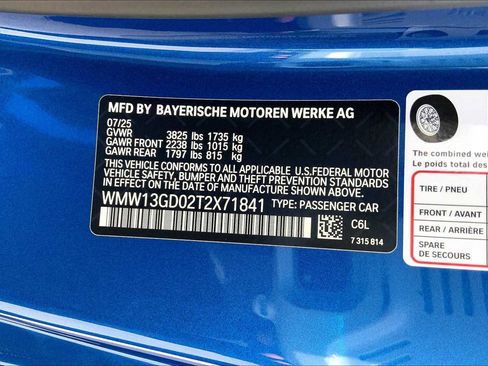 MFD BY BAYERISCHE MOTOREN WERKE AG
07/25
GVWR 3825 lbs 1735 kg
GAWR FRONT 2238 lbs 1015 kg
GAWR REAR 1797 lbs 815 kg
THIS VEHICLE CONFORMS TO ALL APPLICABLE U.S.FEDERAL MOTOR
VEHICLE SAFETY, BUMPER AND THEFT PREVENTION STANDARDS
IN EFFECT ON THE DATE OF MANUFACTURE SHOWN ABOVE.
WMW13GD02T2X71841 TYPE: PASSENGER CAR
C6L
7 315 814
The combined weig
Le poids total des
TIRE / PNEU
FRONT / AVANT
REAR / ARRIÈRE
SPARE
DE SECOURS